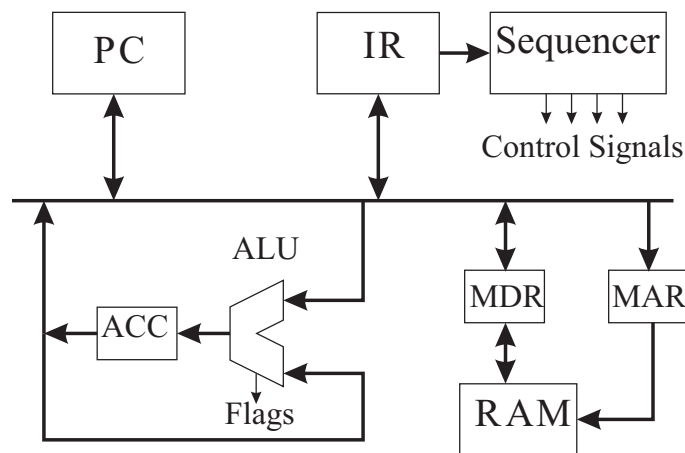 PC
IR
Sequencer
Control Signals
ALU
ACC
Flags
MDR
MAR
RAM